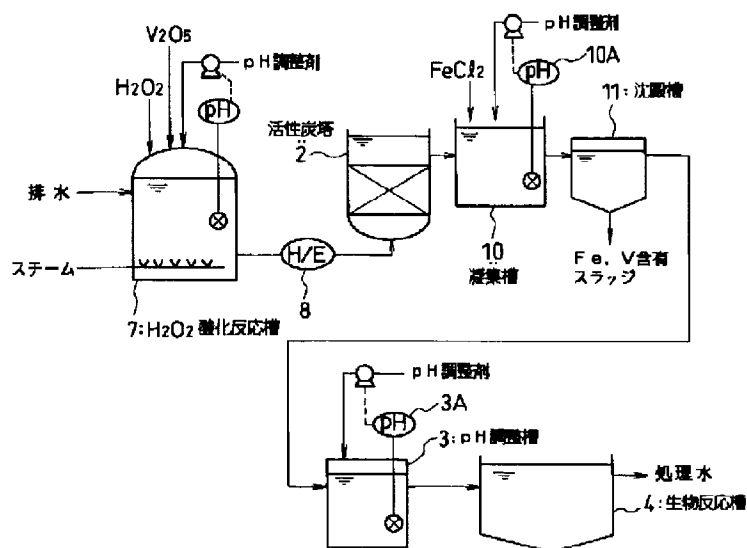 V2O5
pH調整剤
H2O2
pH
排水
スチーム
7:H2O2酸化反応槽
H/E
8
活性炭塔
2
pH調整剤
FeCl2
pH
10A
10
凝集槽
11:沈殿槽
Fe,V含有
スラッジ
pH調整剤
pH
3A
3:pH調整槽
処理水
4:生物反応槽